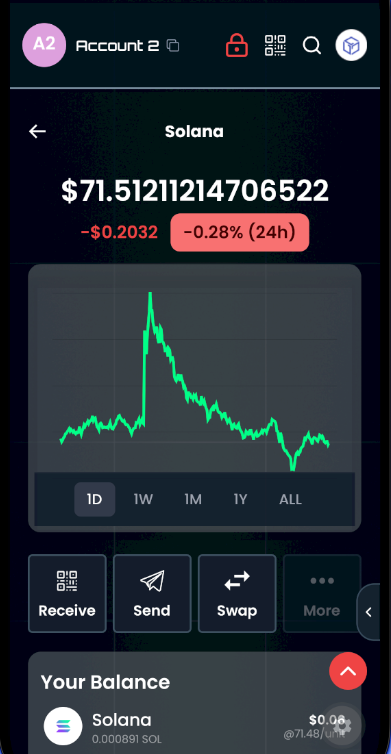 A2 Account 2
Solana
$71.51211214706522
-$0.2032 -0.28% (24h)
1D 1W 1M 1Y ALL
Receive Send Swap More
Your Balance
Solana $0.06
0.000891 SOL @71.48/unit